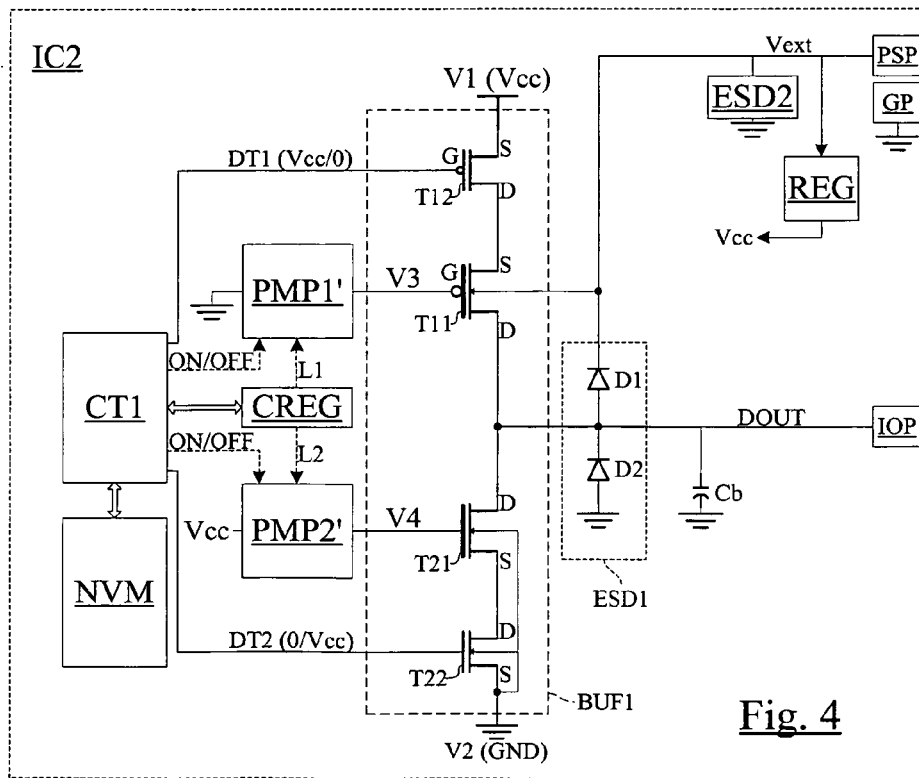 IC2
Vext
PSP
V1 (Vcc)
ESD2
GP
DT1 (Vcc/0)
G
S
T12
D
REG
Vcc
PMP1'
V3
G
S
T11
D
ON/OFF
L1
D1
CT1
CREG
DOUT
IOP
ON/OFF
L2
D2
Cb
Vcc
PMP2'
V4
D
T21
S
ESD1
NVM
DT2 (0/Vcc)
D
T22
S
BUF1
V2 (GND)
Fig. 4